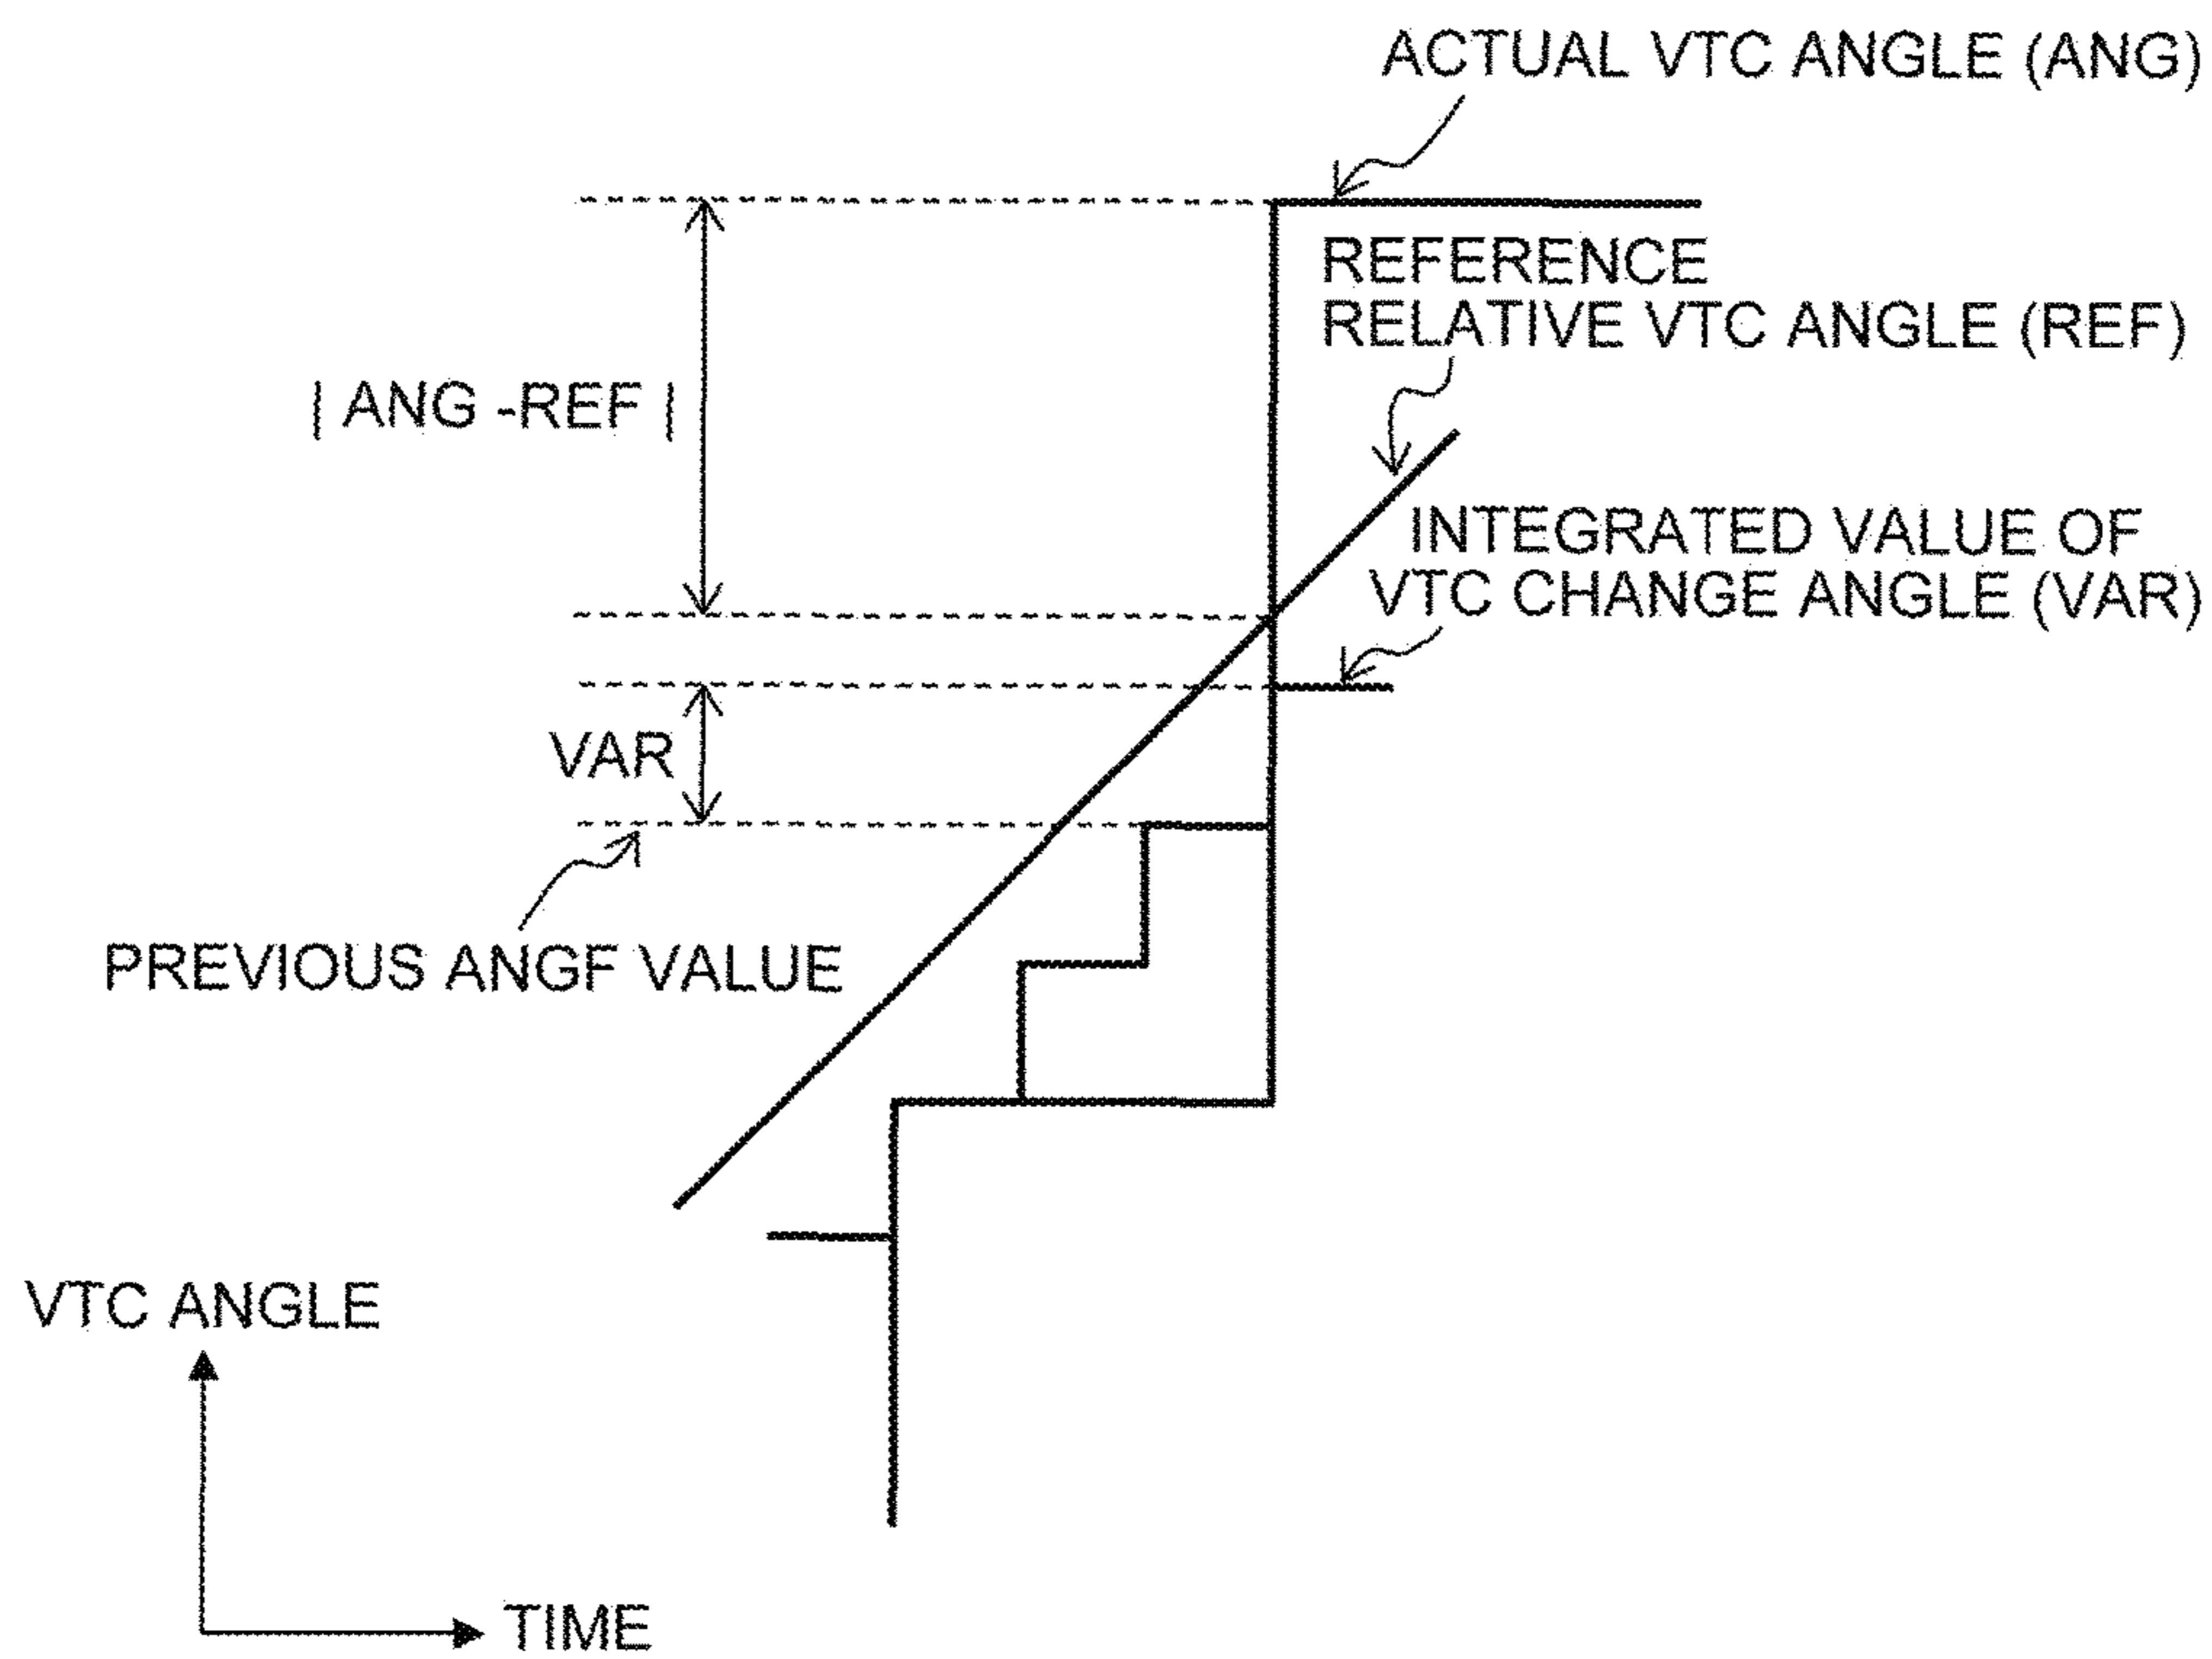 ACTUAL VTC ANGLE (ANG)
REFERENCE
RELATIVE VTC ANGLE (REF)
| ANG -REF |
INTEGRATED VALUE OF
VTC CHANGE ANGLE (VAR)
VAR
PREVIOUS ANGF VALUE
VTC ANGLE
TIME